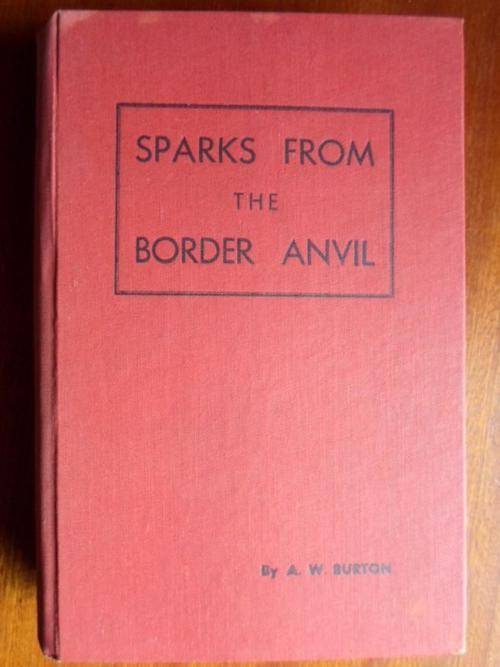 SPARKS FROM
THE
BORDER ANVIL
By A. W. BURTON